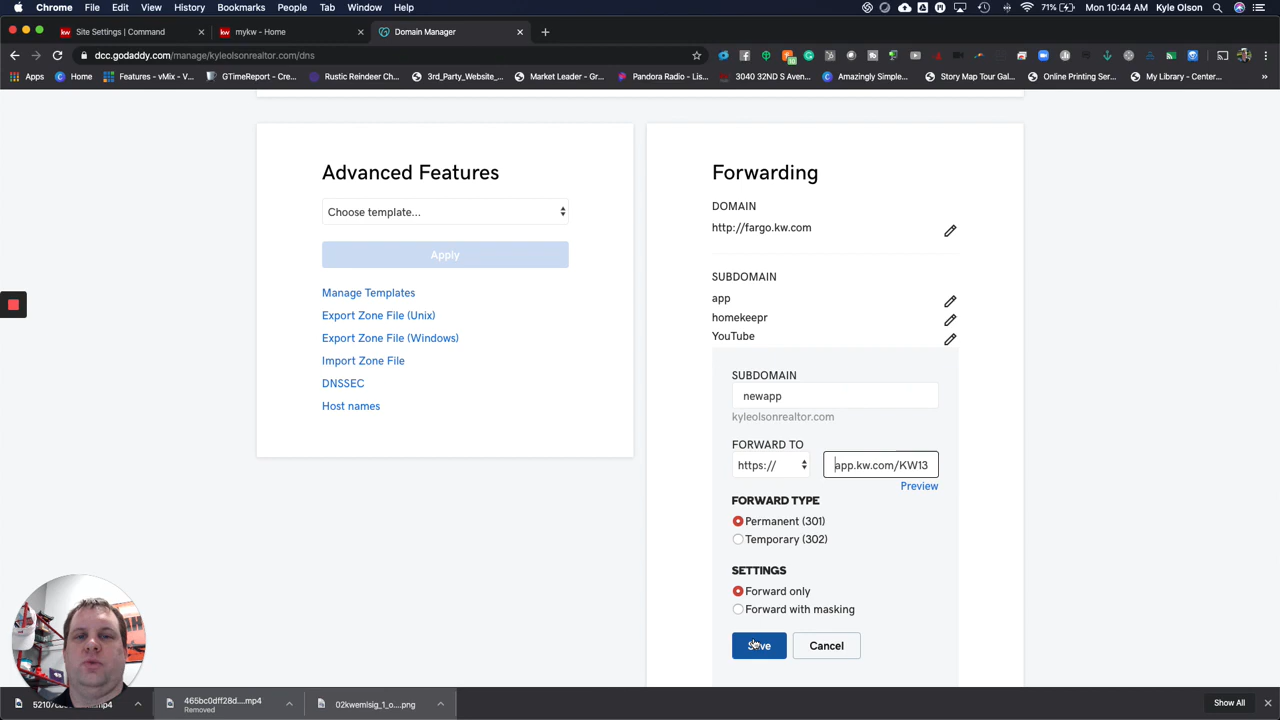 Chrome File Edit View History Bookmarks People Tab Window Help 71% Mon 10:44 AM Kyle Olson
Site Settings | Command mykw - Home Domain Manager
dcc.godaddy.com/manage/kyleolsonrealtor.com/dns
Apps Home Features - vMix - V... GTimeReport - Cre... Rustic Reindeer Ch... 3rd_Party_Website... Market Leader - Gr... Pandora Radio - Lis... 3040 32ND S Aven... Amazingly Simple... Story Map Tour Gal... Online Printing Ser... My Library - Center...
Advanced Features
Choose template...
Apply
Manage Templates
Export Zone File (Unix)
Export Zone File (Windows)
Import Zone File
DNSSEC
Host names
Forwarding
DOMAIN
http://fargo.kw.com
SUBDOMAIN
app
homekeepr
YouTube
SUBDOMAIN
newapp
kyleolsonrealtor.com
FORWARD TO
https:// app.kw.com/KW13
Preview
FORWARD TYPE
Permanent (301)
Temporary (302)
SETTINGS
Forward only
Forward with masking
Save Cancel
465bc0dff28d....mp4 02kwemlsig_1_o....png Show All
Removed